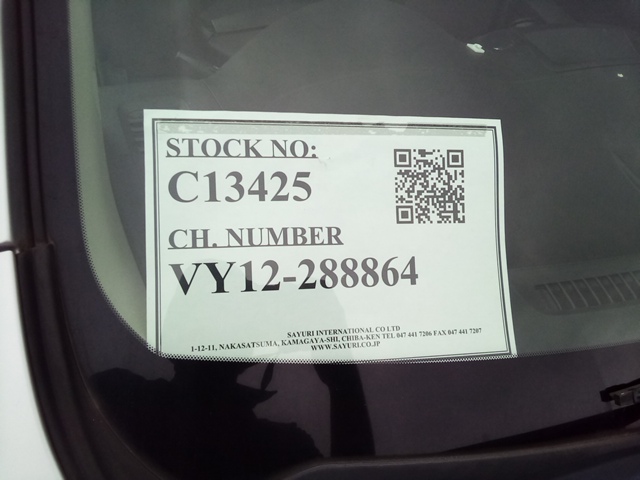 STOCK NO:
C13425
CH. NUMBER
VY12-288864
SAYURI INTERNATIONAL CO LTD
1-12-11, NAKASATSUMA, KAMAGAYA-SHI, CHIBA-KEN TEL 047 441 7206 FAX 047 441 7207
WWW.SAYURI.CO.JP